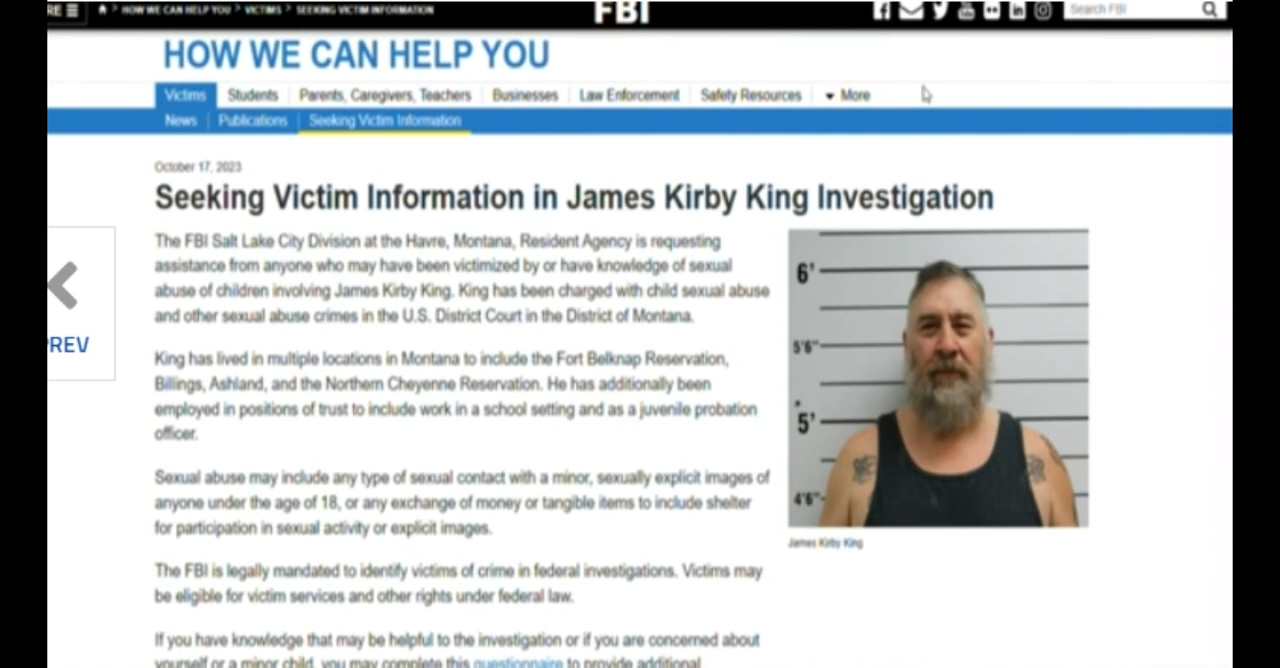 RE
HOW WE CAN HELP YOU > VICTIMS > SEEKING VICTIM INFORMATION
FBI
Search FBI
HOW WE CAN HELP YOU
Victims Students Parents, Caregivers, Teachers Businesses Law Enforcement Safety Resources More
News Publications Seeking Victim Information
October 17, 2023
Seeking Victim Information in James Kirby King Investigation
The FBI Salt Lake City Division at the Havre, Montana, Resident Agency is requesting
assistance from anyone who may have been victimized by or have knowledge of sexual
abuse of children involving James Kirby King. King has been charged with child sexual abuse
and other sexual abuse crimes in the U.S. District Court in the District of Montana.
King has lived in multiple locations in Montana to include the Fort Belknap Reservation,
Billings, Ashland, and the Northern Cheyenne Reservation. He has additionally been
employed in positions of trust to include work in a school setting and as a juvenile probation
officer.
Sexual abuse may include any type of sexual contact with a minor, sexually explicit images of
anyone under the age of 18, or any exchange of money or tangible items to include shelter
for participation in sexual activity or explicit images.
The FBI is legally mandated to identify victims of crime in federal investigations. Victims may
be eligible for victim services and other rights under federal law.
If you have knowledge that may be helpful to the investigation or if you are concerned about
yourself or a minor child, you may complete this questionnaire to provide additional
PREV
6'
5'6"
5'
4'6"
James Kirby King